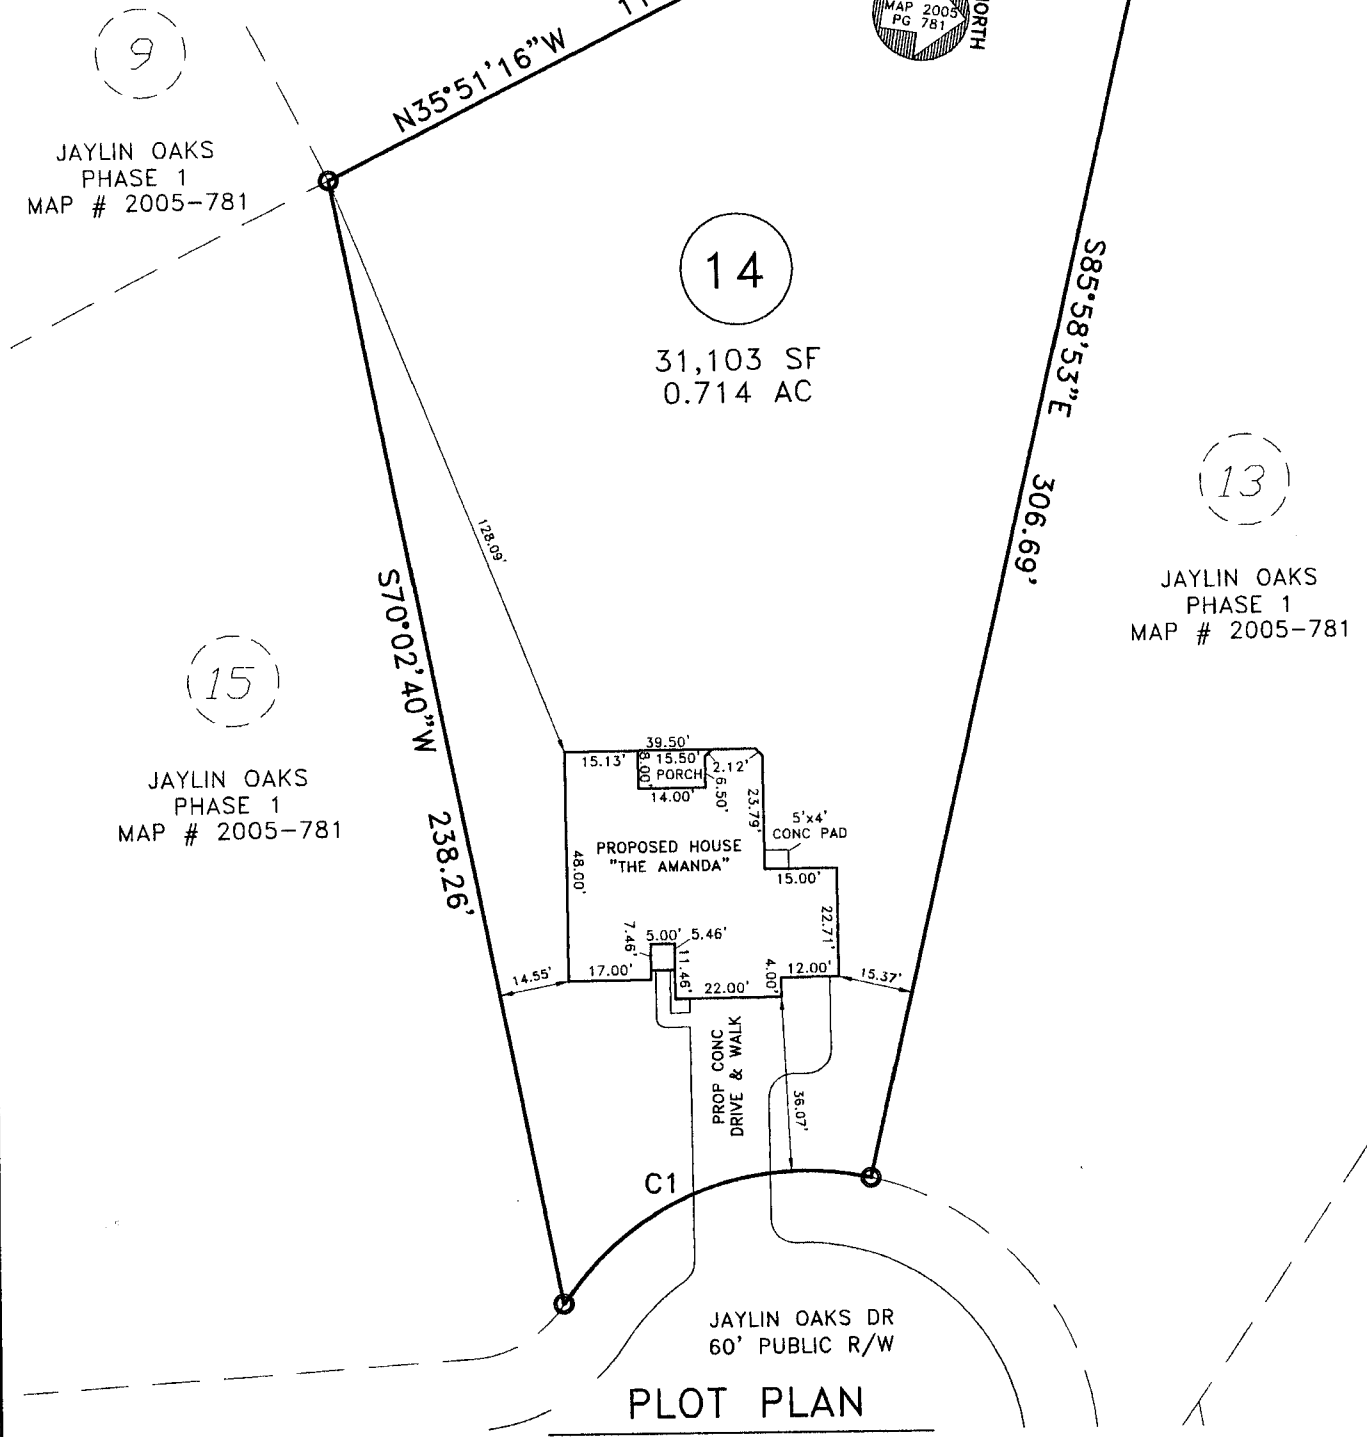 MAP 2005
PG 781
N35°51'16"W
9
JAYLIN OAKS
PHASE 1
MAP # 2005-781
14
31,103 SF
0.714 AC
S85°58'53"E 306.69'
13
JAYLIN OAKS
PHASE 1
MAP # 2005-781
128.09'
S70°02'40"W 238.26'
15
JAYLIN OAKS
PHASE 1
MAP # 2005-781
39.50'
15.13'
8.00'
15.50'
PORCH
14.00'
6.50'
2.12'
23.79'
5'x4'
CONC PAD
15.00'
PROPOSED HOUSE
"THE AMANDA"
48.00'
22.71'
7.46'
5.00'
5.46'
11.46'
14.55'
17.00'
22.00'
4.00'
12.00'
15.37'
PROP CONC
DRIVE & WALK
36.07'
C1
JAYLIN OAKS DR
60' PUBLIC R/W
PLOT PLAN